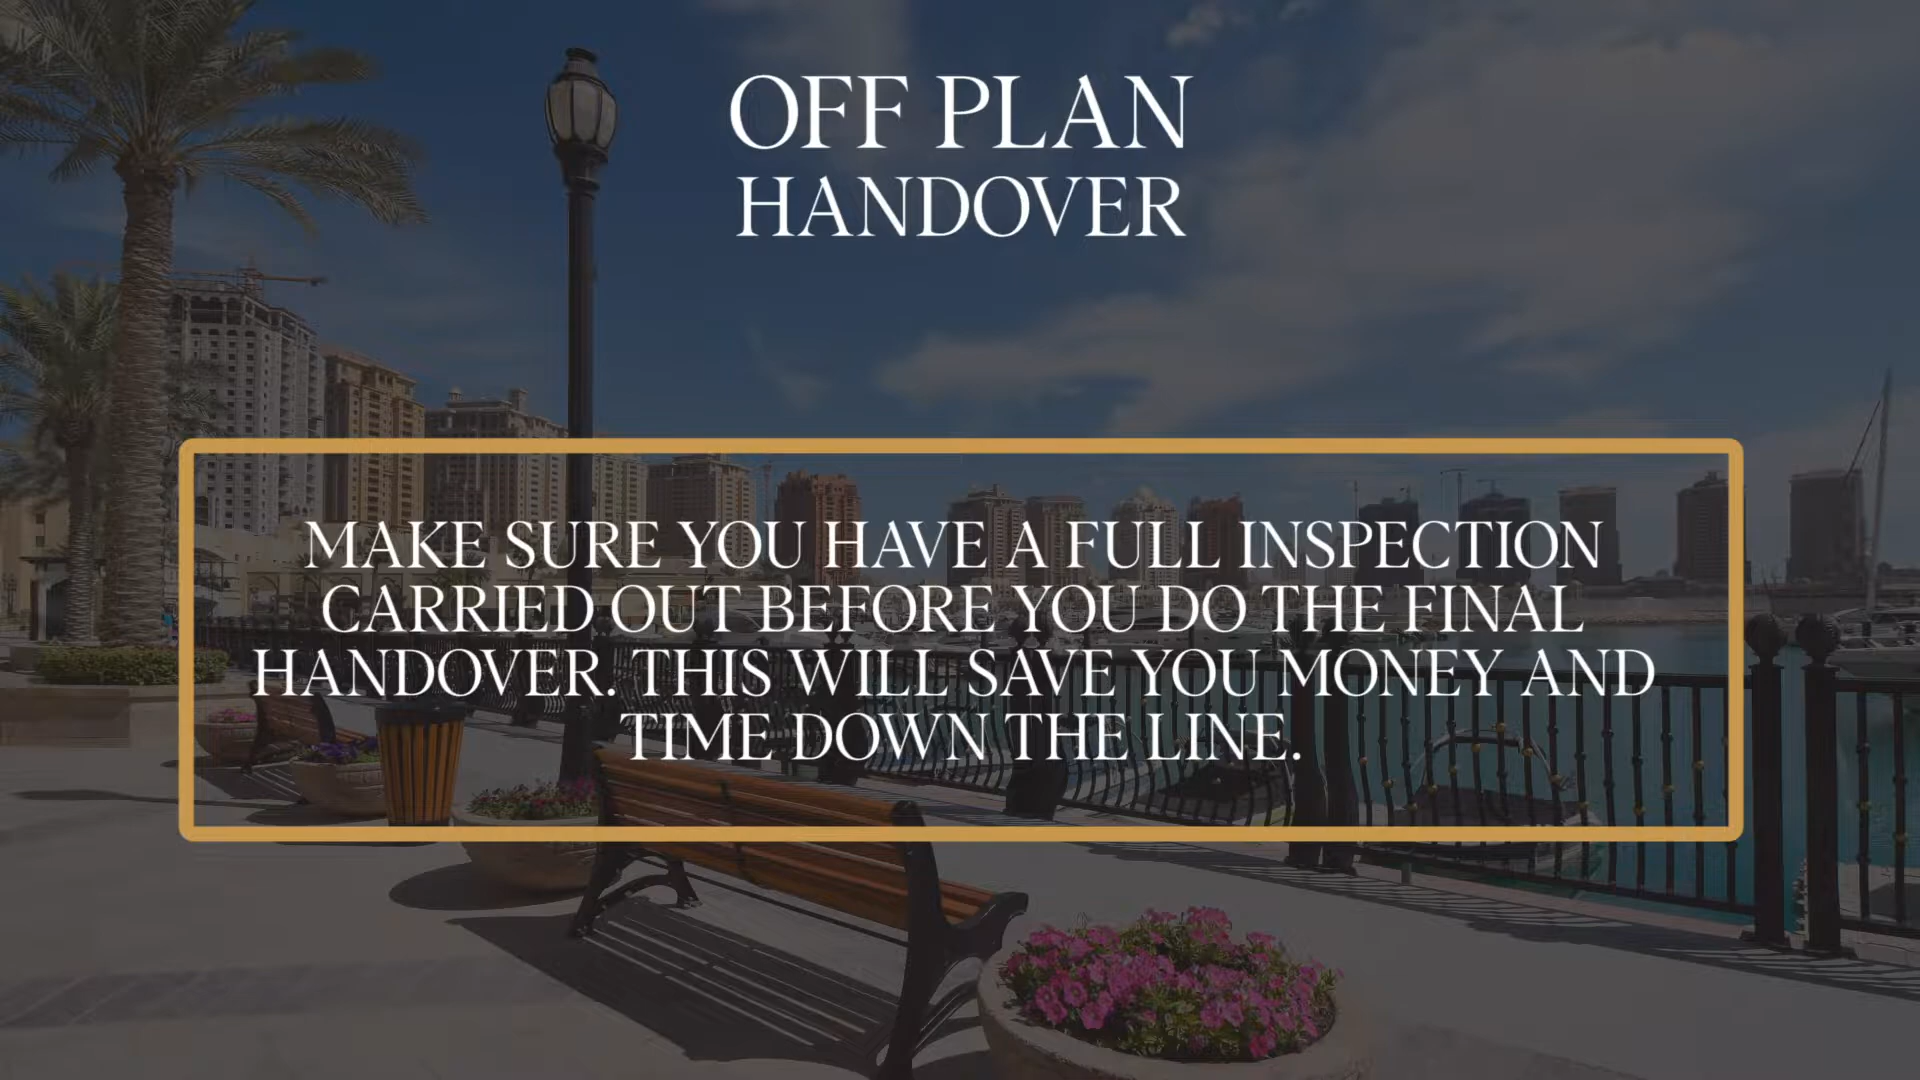 OFF PLAN
HANDOVER
MAKE SURE YOU HAVE A FULL INSPECTION
CARRIED OUT BEFORE YOU DO THE FINAL
HANDOVER. THIS WILL SAVE YOU MONEY AND
TIME DOWN THE LINE.